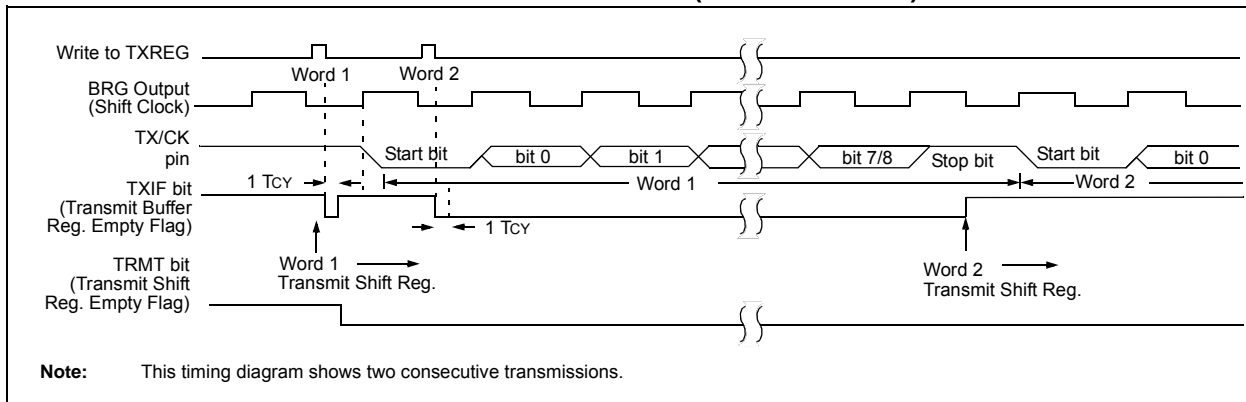 Write to TXREG
Word 1
Word 2
BRG Output
(Shift Clock)
TX/CK
pin
Start bit
bit 0
bit 1
bit 7/8
Stop bit
Start bit
bit 0
1 TCY
Word 1
Word 2
TXIF bit
(Transmit Buffer
Reg. Empty Flag)
1 TCY
Word 1
Transmit Shift Reg.
Word 2
Transmit Shift Reg.
TRMT bit
(Transmit Shift
Reg. Empty Flag)
Note: This timing diagram shows two consecutive transmissions.